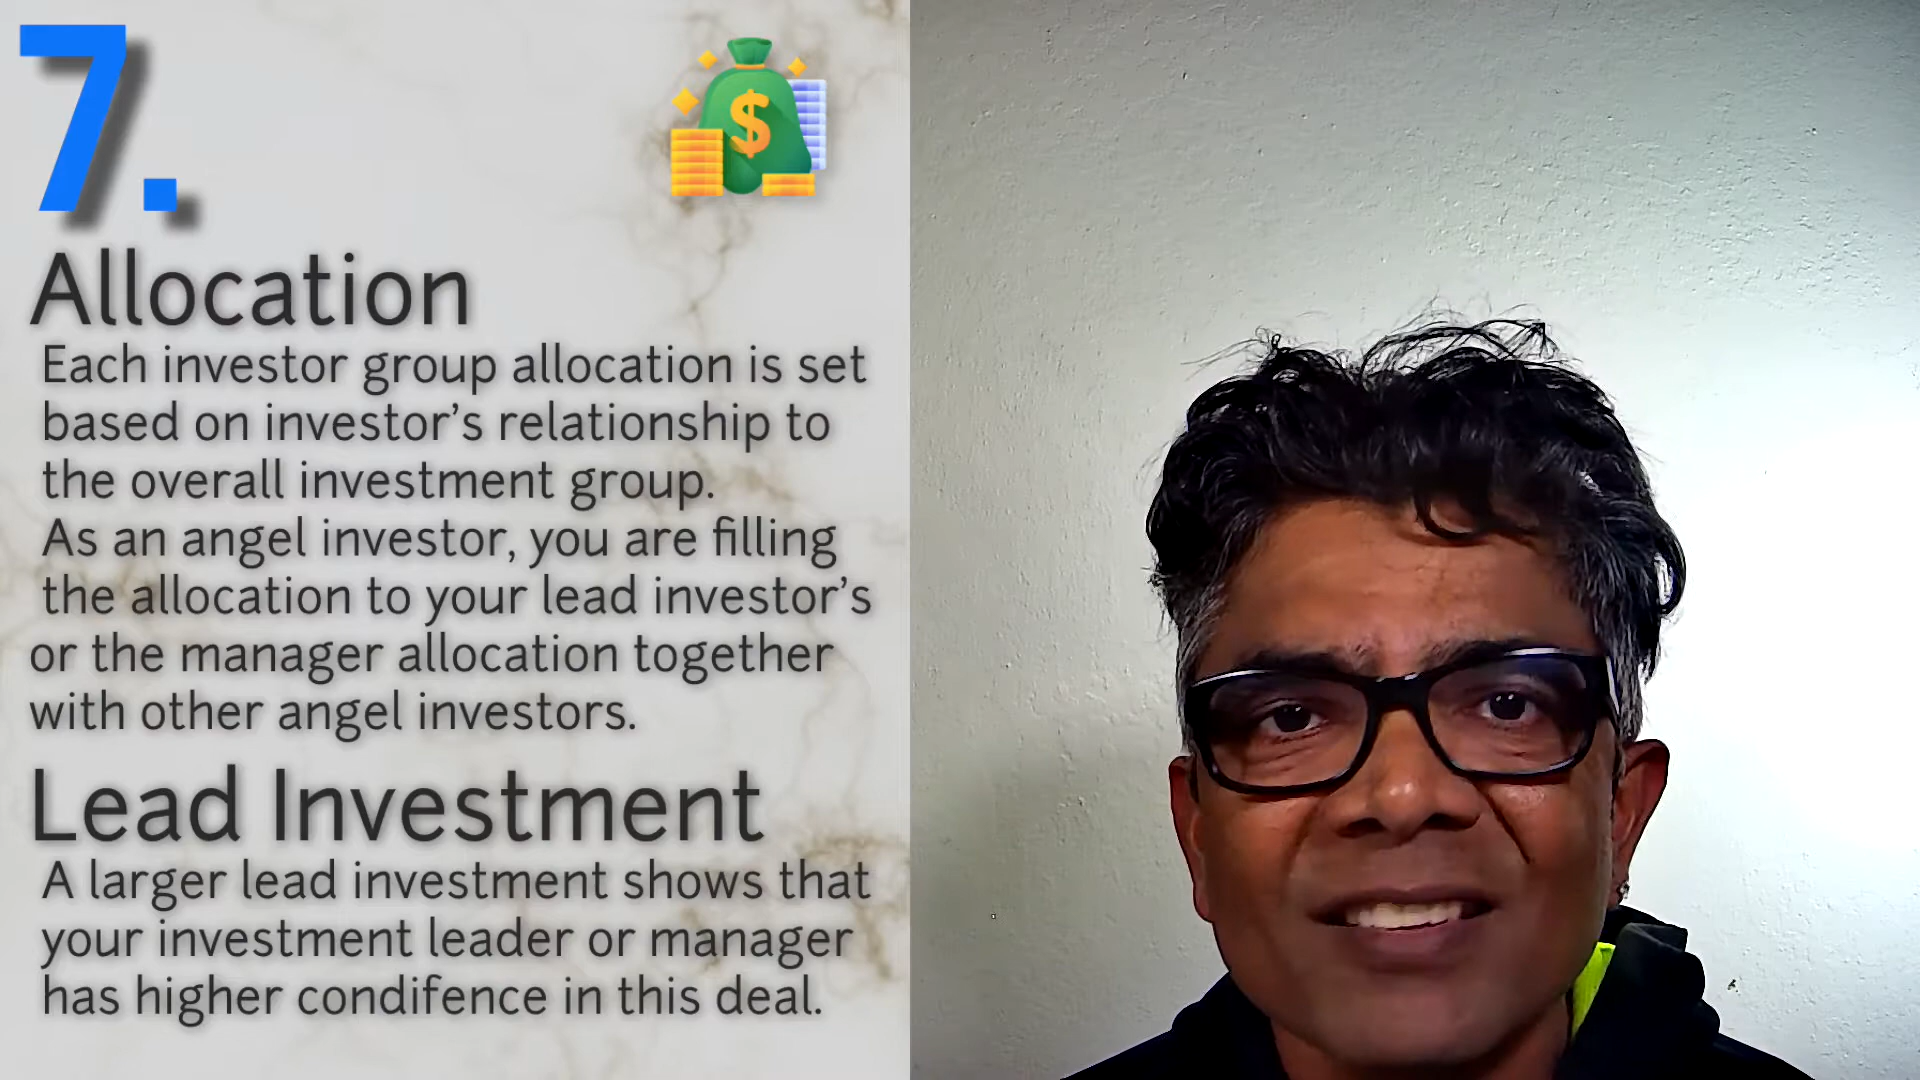 7.
$
Allocation
Each investor group allocation is set
based on investor’s relationship to
the overall investment group.
As an angel investor, you are filling
the allocation to your lead investor’s
or the manager allocation together
with other angel investors.
Lead Investment
A larger lead investment shows that
your investment leader or manager
has higher condifence in this deal.